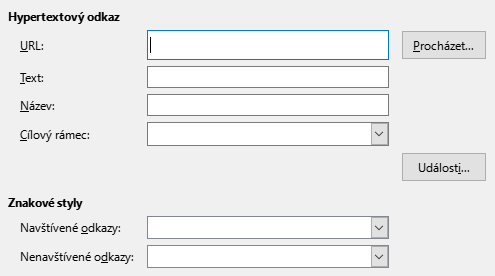 Hypertextový odkaz
URL:
Procházet...
Text:
Název:
Cílový rámec:
Události...
Znakové styly
Navštívené odkazy:
Nenavštívené odkazy: